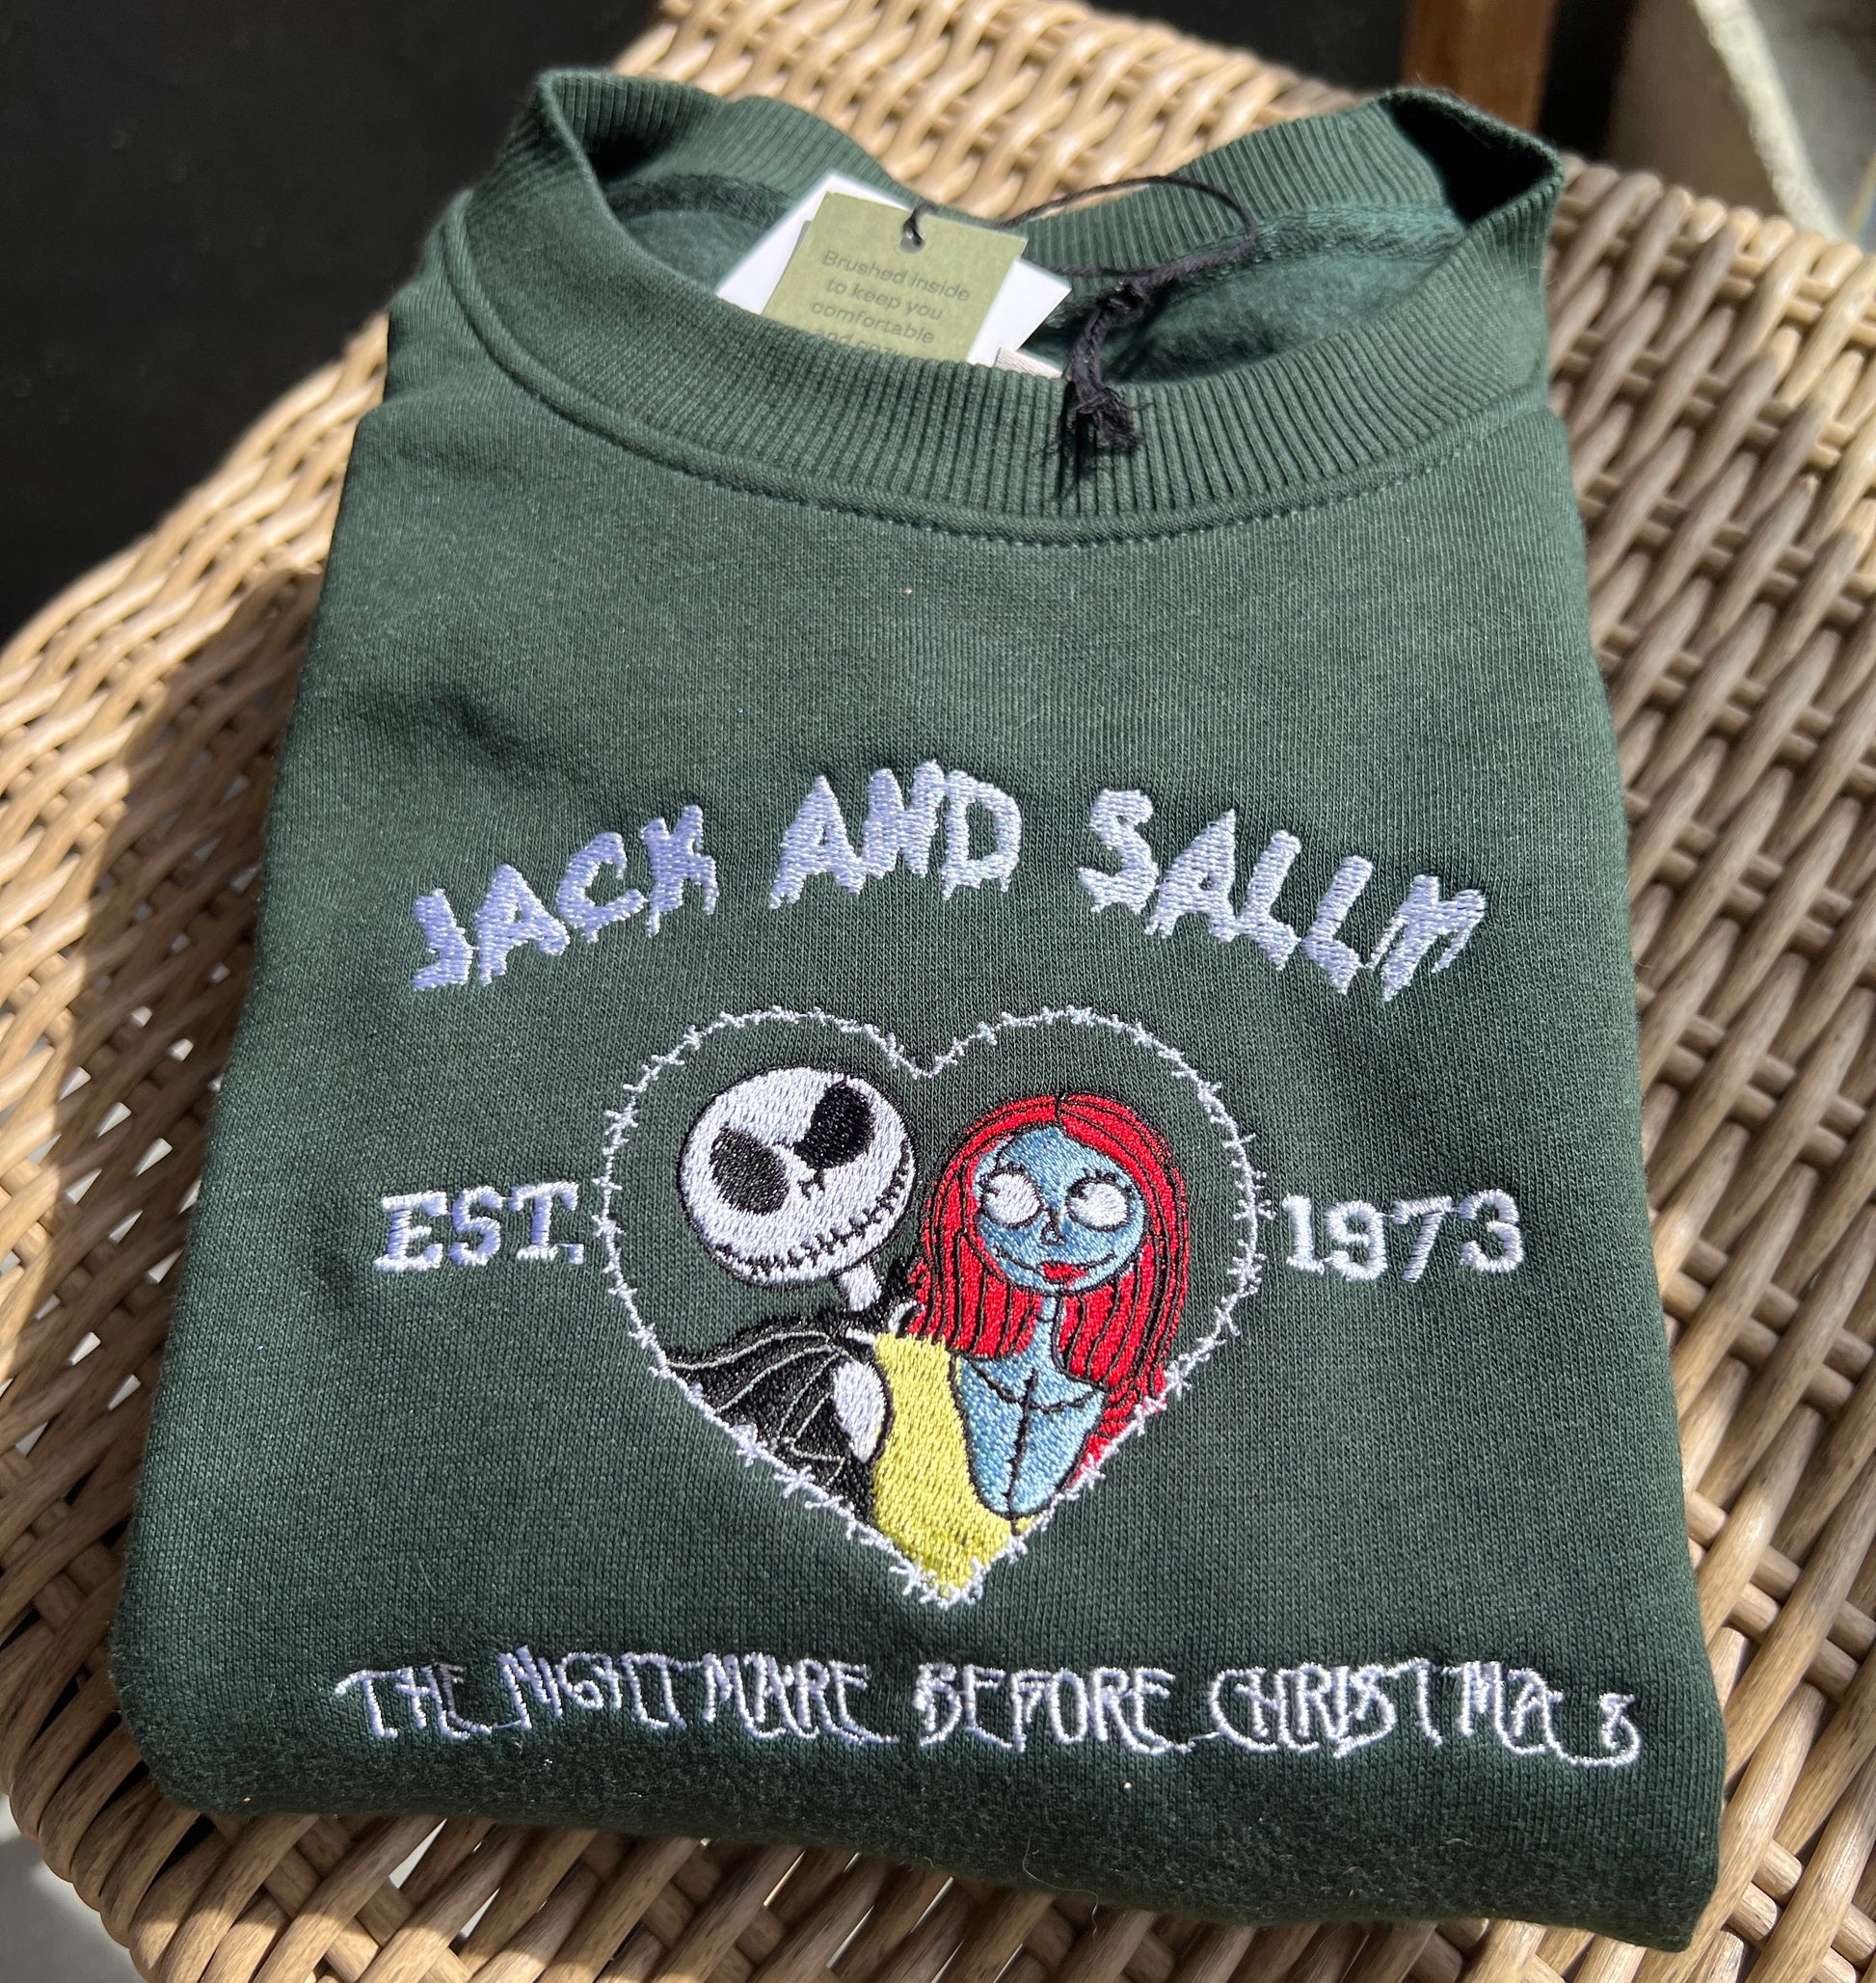 Brushed inside
to keep you
comfortable
JACK AND SALLY
EST. 1973
THE NIGHTMARE BEFORE CHRISTMAS